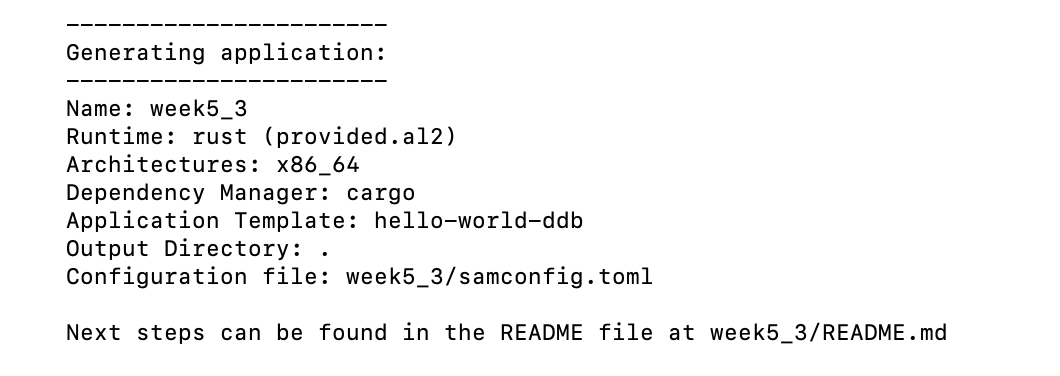 -----------------------
Generating application:
-----------------------
Name: week5_3
Runtime: rust (provided.al2)
Architectures: x86_64
Dependency Manager: cargo
Application Template: hello-world-ddb
Output Directory: .
Configuration file: week5_3/samconfig.toml
Next steps can be found in the README file at week5_3/README.md